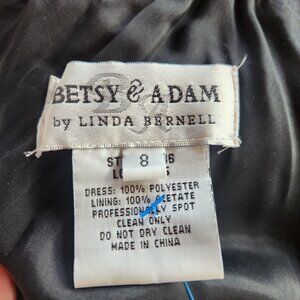 BETSY & ADAM
by LINDA BERNELL
8
DRESS: 100% POLYESTER
LINING: 100% ACETATE
PROFESSIONALLY SPOT
CLEAN ONLY
DO NOT DRY CLEAN
MADE IN CHINA